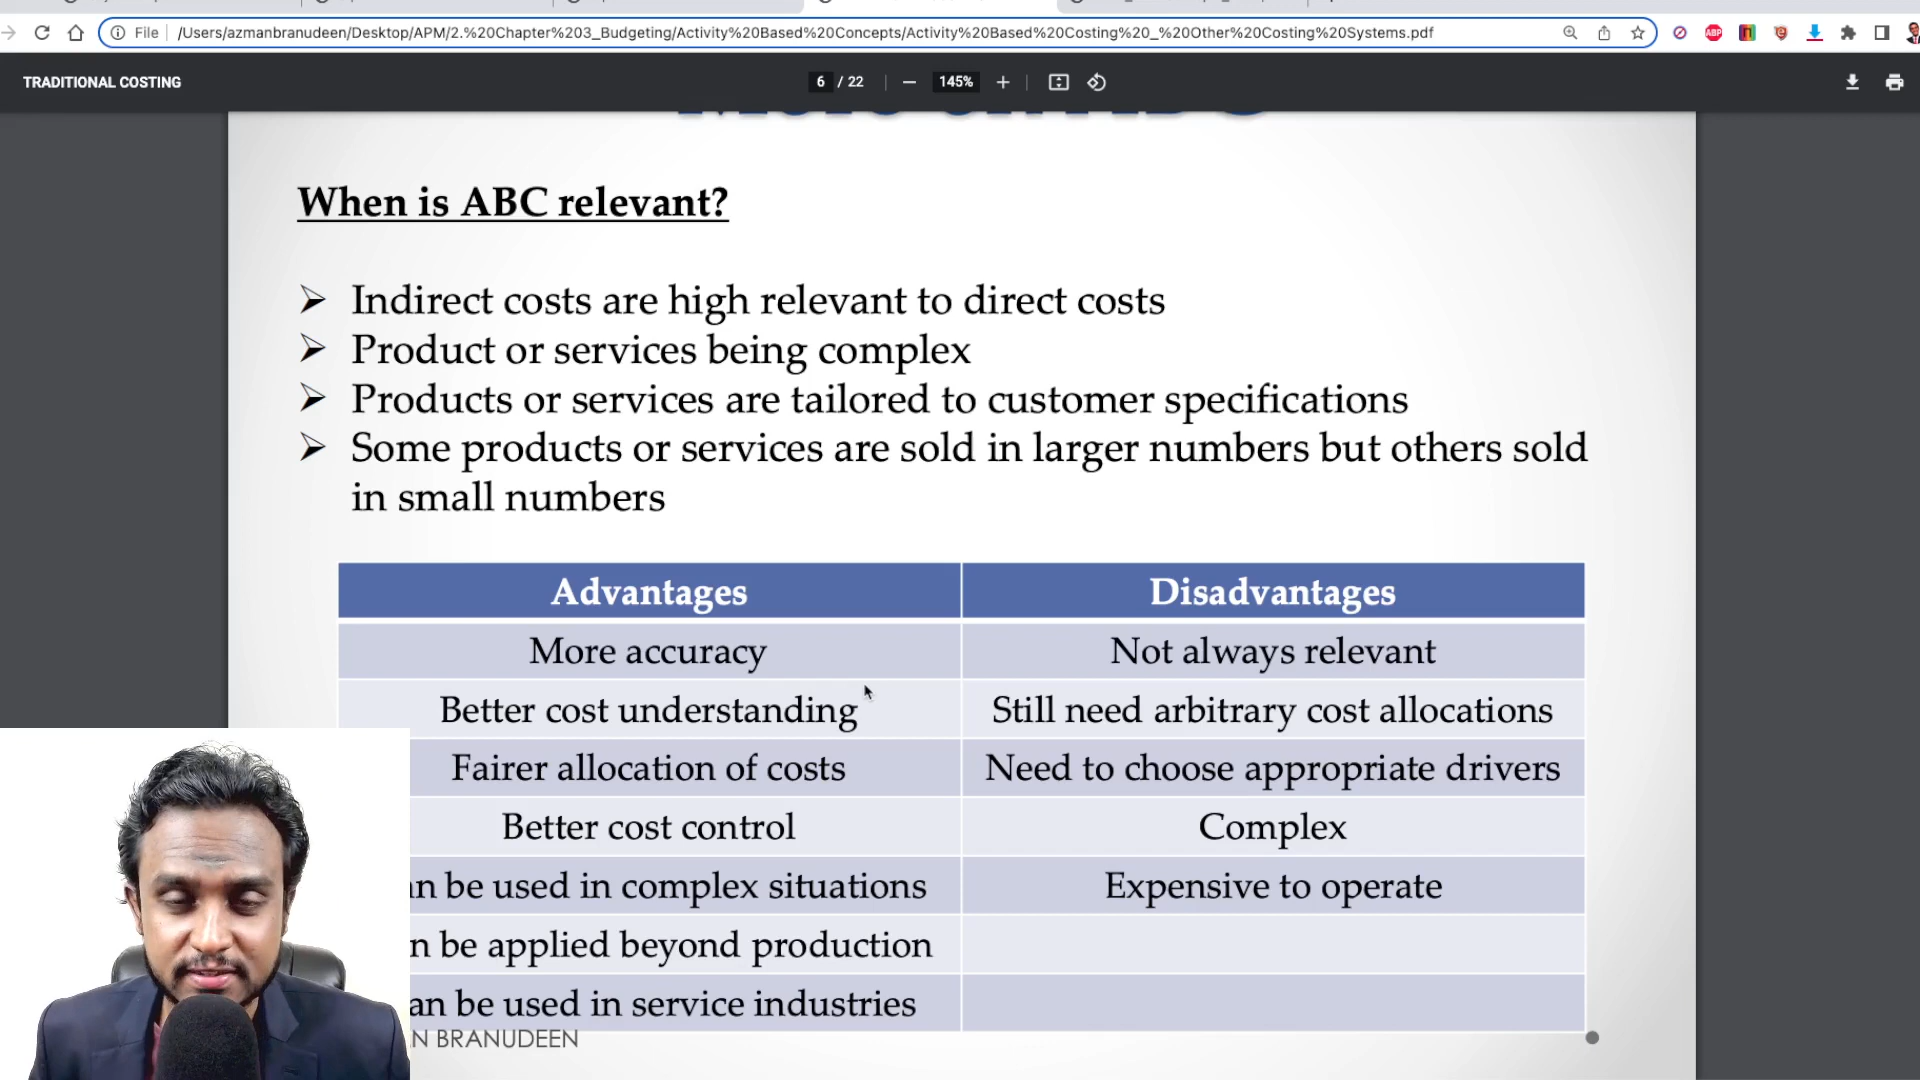 File
/Users/azmanbranudeen/Desktop/APM/2.%20Chapter%203_Budgeting/Activity%20Based%20Concepts/Activity%20Based%20Costing%20_%20Other%20Costing%20Systems.pdf
ABP
TRADITIONAL COSTING
6 / 22
145%
When is ABC relevant?
Indirect costs are high relevant to direct costs
Product or services being complex
Products or services are tailored to customer specifications
Some products or services are sold in larger numbers but others sold
in small numbers
Advantages Disadvantages
More accuracy Not always relevant
Better cost understanding Still need arbitrary cost allocations
Fairer allocation of costs Need to choose appropriate drivers
Better cost control Complex
be used in complex situations Expensive to operate
be applied beyond production
be used in service industries
BRANUDEEN